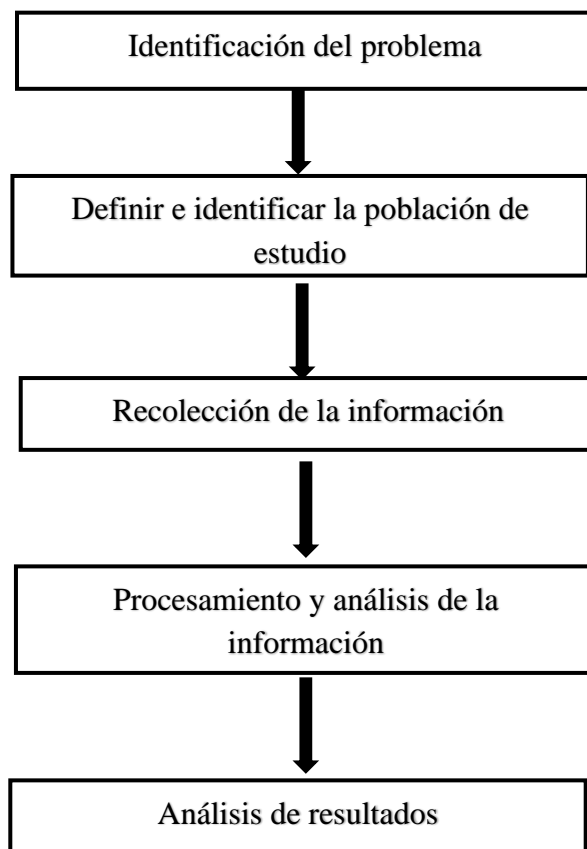 Identificación del problema
Definir e identificar la población de
estudio
Recolección de la información
Procesamiento y análisis de la
información
Análisis de resultados